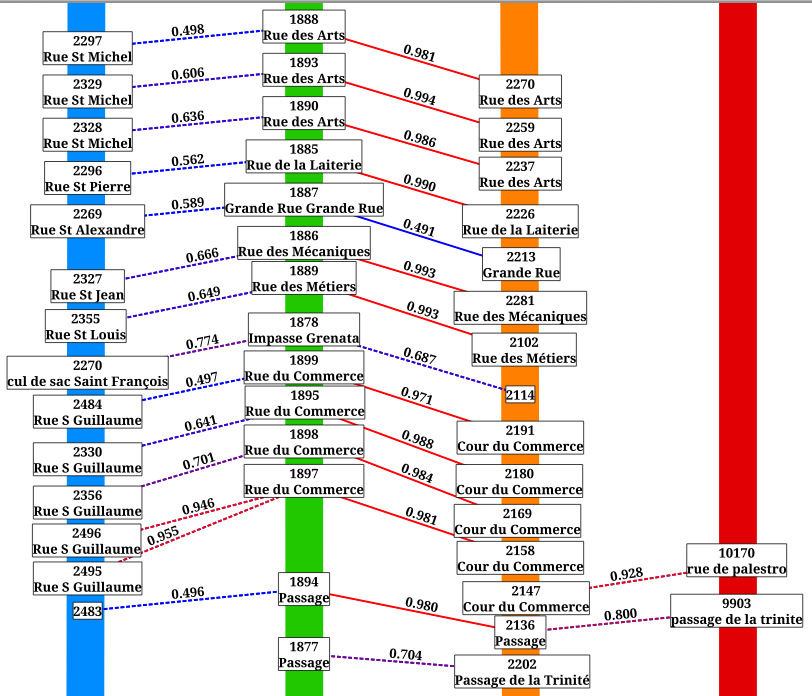 2297
Rue St Michel
2329
Rue St Michel
2328
Rue St Michel
2296
Rue St Pierre
2269
Rue St Alexandre
2327
Rue St Jean
2355
Rue St Louis
2270
cul de sac Saint François
2484
Rue S Guillaume
2330
Rue S Guillaume
2356
Rue S Guillaume
2496
Rue S Guillaume
2495
Rue S Guillaume
2483
0.498
0.606
0.636
0.562
0.589
0.666
0.649
0.774
0.497
0.641
0.701
0.946
0.955
0.496
1888
Rue des Arts
1893
Rue des Arts
1890
Rue des Arts
1885
Rue de la Laiterie
1887
Grande Rue Grande Rue
1886
Rue des Mécaniques
1889
Rue des Métiers
1878
Impasse Grenata
1899
Rue du Commerce
1895
Rue du Commerce
1898
Rue du Commerce
1897
Rue du Commerce
1894
Passage
1877
Passage
0.981
0.994
0.986
0.990
0.491
0.993
0.993
0.687
0.971
0.988
0.984
0.981
0.980
0.704
2270
Rue des Arts
2259
Rue des Arts
2237
Rue des Arts
2226
Rue de la Laiterie
2213
Grande Rue
2281
Rue des Mécaniques
2102
Rue des Métiers
2114
2191
Cour du Commerce
2180
Cour du Commerce
2169
Cour du Commerce
2158
Cour du Commerce
2147
Cour du Commerce
2136
Passage
2202
Passage de la Trinité
0.928
0.800
10170
rue de palestro
9903
passage de la trinite